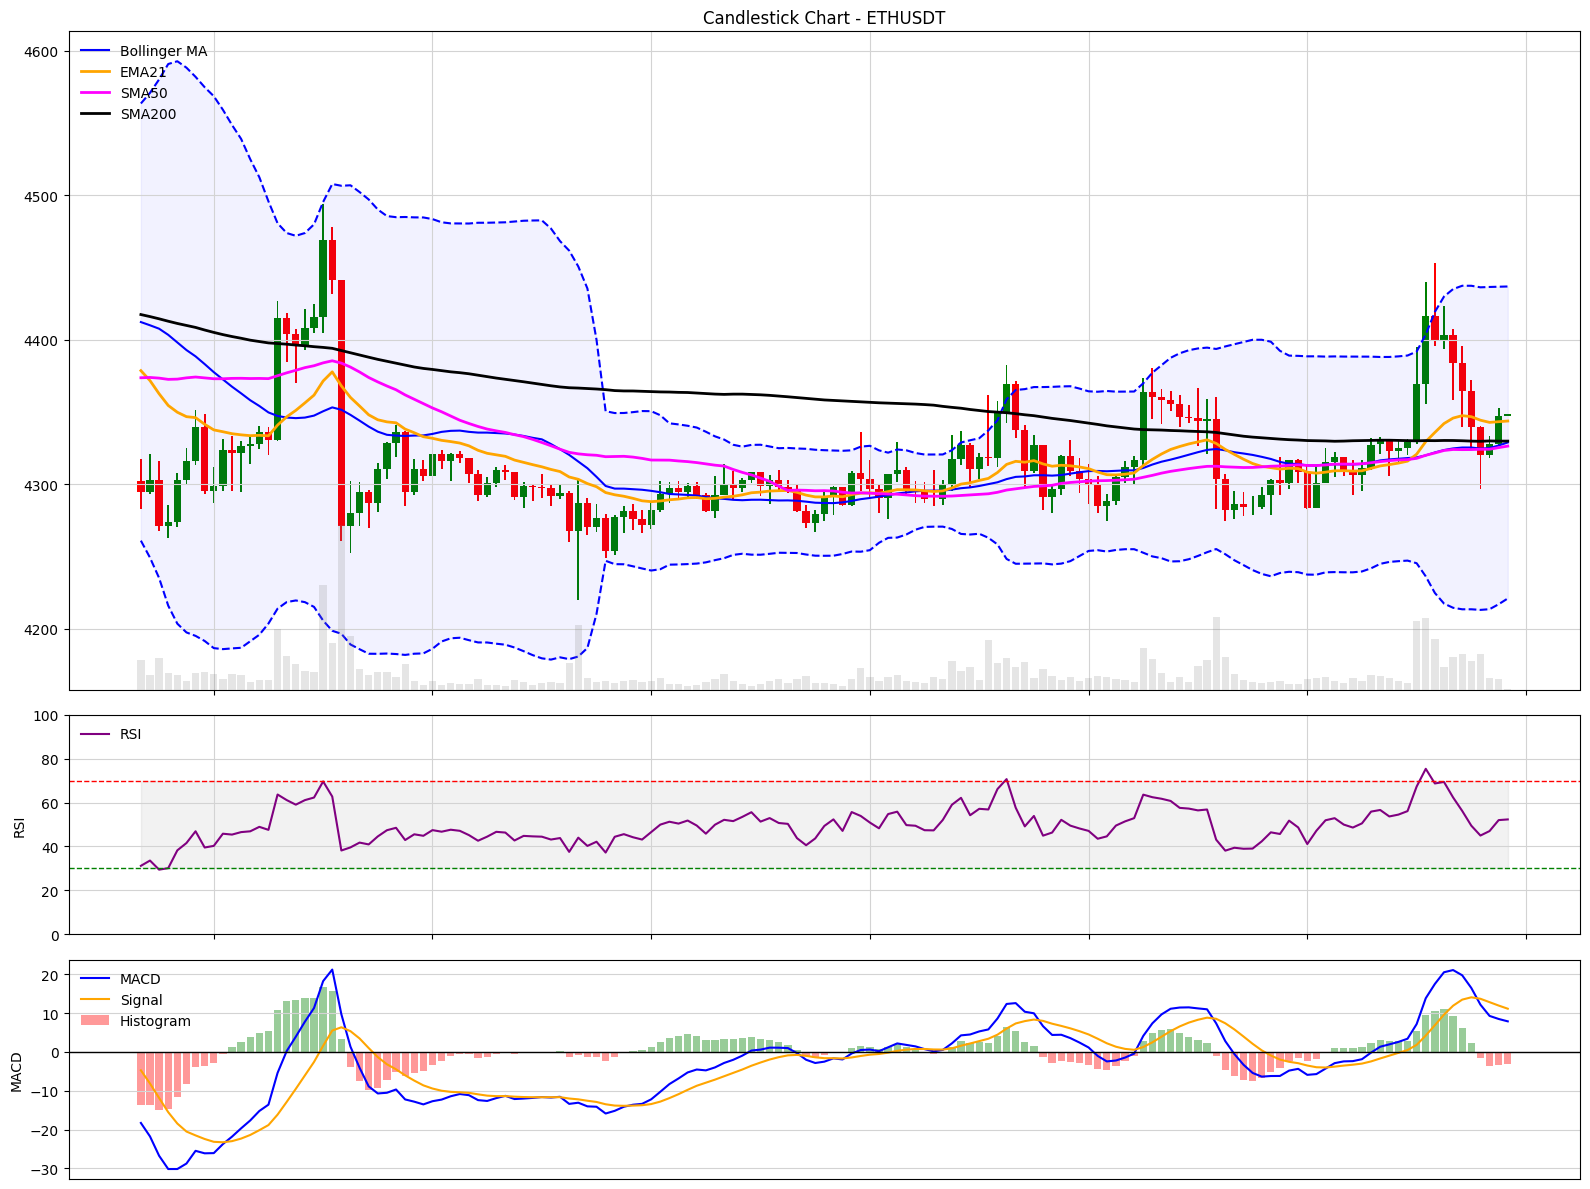 Candlestick Chart - ETHUSDT
4600
4500
4400
4300
4200
Bollinger MA
EMA21
SMA50
SMA200
100
80
60
40
20
0
RSI
RSI
20
10
0
−10
−20
−30
MACD
MACD
Signal
Histogram